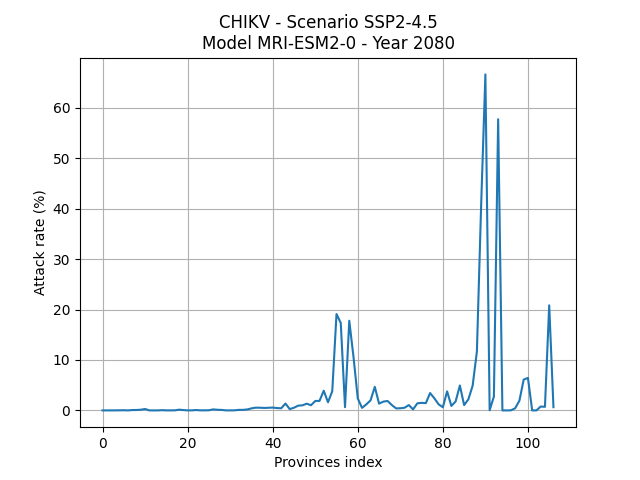 CHIKV - Scenario SSP2-4.5
Model MRI-ESM2-0 - Year 2080
Attack rate (%)
60
50
40
30
20
10
0
0 20 40 60 80 100
Provinces index